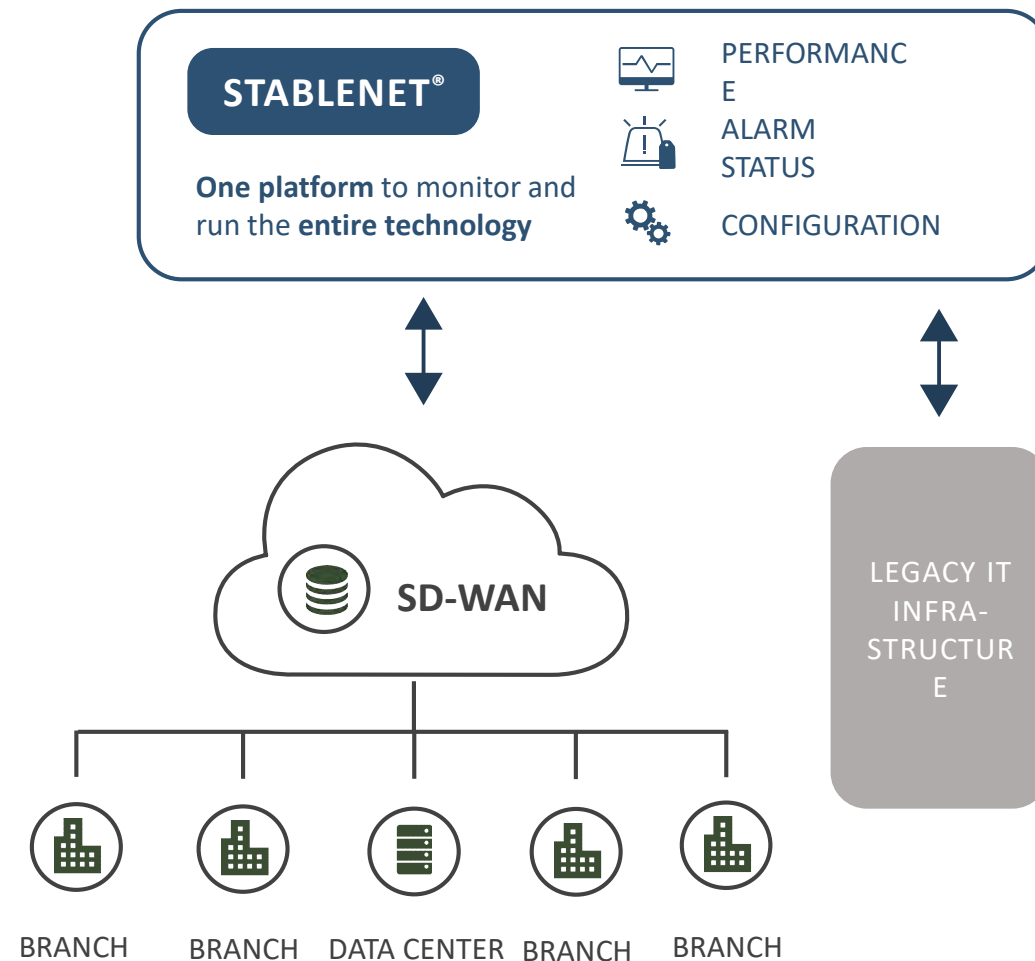 STABLENET®
One platform to monitor and
run the entire technology
PERFORMANC
E
ALARM
STATUS
CONFIGURATION
SD-WAN
LEGACY IT
INFRA-
STRUCTUR
E
BRANCH
BRANCH
DATA CENTER
BRANCH
BRANCH